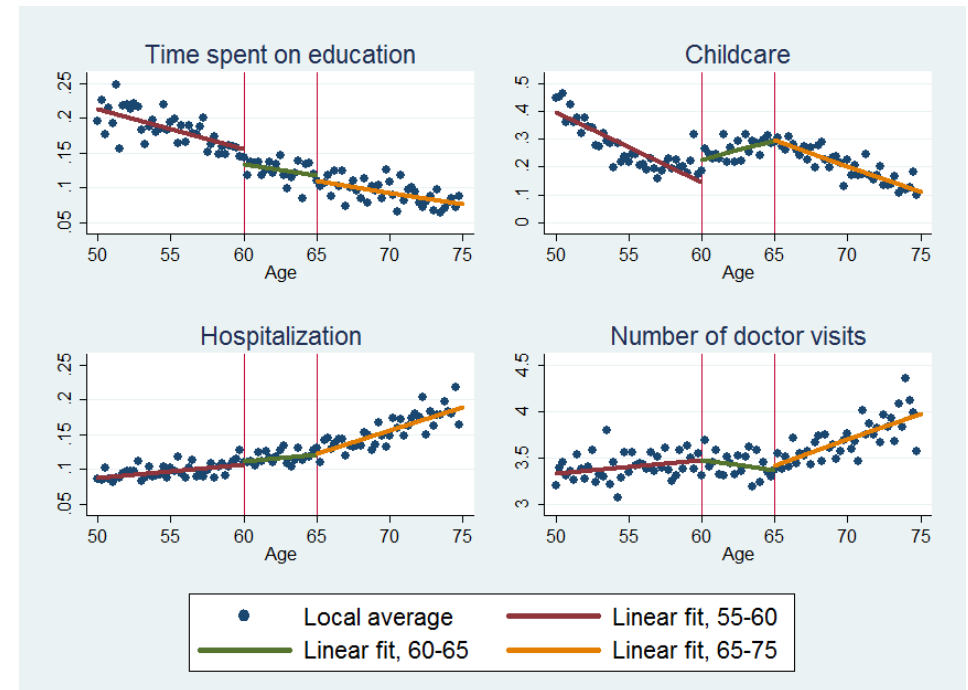 Time spent on education
.25
.2
.15
.1
.05
50 55 60 65 70 75
Age
Childcare
.5
.4
.3
.2
.1
0
50 55 60 65 70 75
Age
Hospitalization
.25
.2
.15
.1
.05
50 55 60 65 70 75
Age
Number of doctor visits
4.5
4
3.5
3
50 55 60 65 70 75
Age
Local average
Linear fit, 55-60
Linear fit, 60-65
Linear fit, 65-75